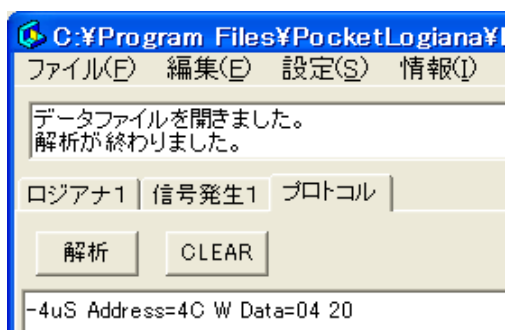 C:¥Program Files¥PocketLogiana¥
ファイル(F) 編集(E) 設定(S) 情報(I)
データファイルを開きました。
解析が終わりました。
ロジアナ1 信号発生1 プロトコル
解析 CLEAR
-4uS Address=4C W Data=04 20